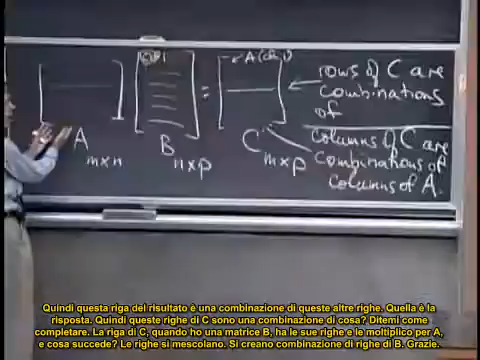 A(col 1)
= 
rows of C are
combinations
of
A
m x n
B
n x p
C
m x p
columns of C are
combinations of
columns of A.
Quindi questa riga del risultato è una combinazione di queste altre righe. Quella è la
risposta. Quindi queste righe di C sono una combinazione di cosa? Ditemi come
completare. La riga di C, quando ho una matrice B, ha le sue righe e le moltiplico per A,
e cosa succede? Le righe si mescolano. Si creano combinazione di righe di B. Grazie.